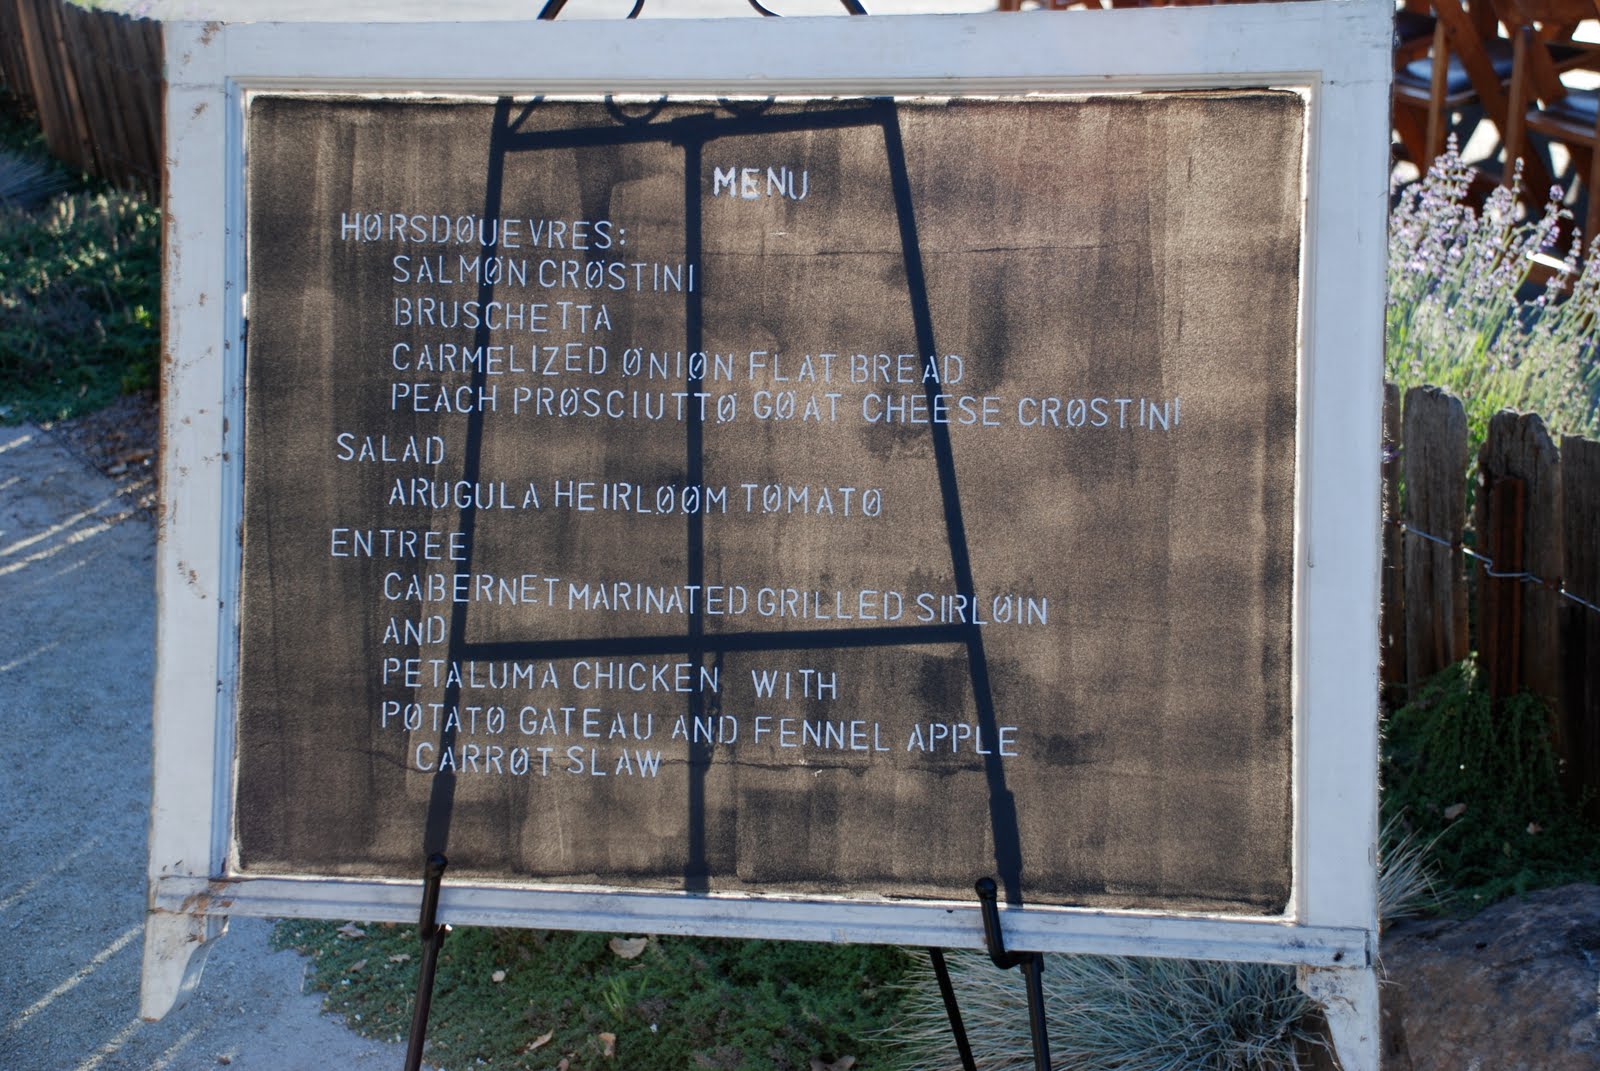 MENU
HORSDOUEVRES:
SALMON CROSTINI
BRUSCHETTA
CARMELIZED ONION FLAT BREAD
PEACH PROSCIUTTO GOAT CHEESE CROSTINI
SALAD
ARUGULA HEIRLOOM TOMATO
ENTREE
CABERNET MARINATED GRILLED SIRLOIN
AND
PETALUMA CHICKEN WITH
POTATO GATEAU AND FENNEL APPLE
CARROT SLAW